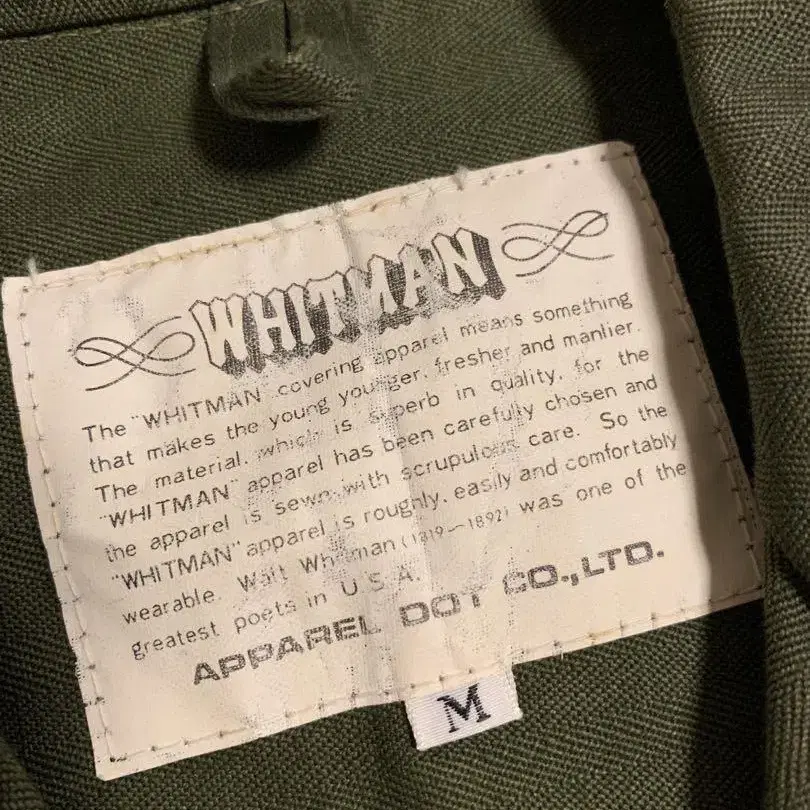 WHITMAN
The "WHITMAN" covering apparel means something
that makes the young younger, fresher and manlier.
The material, which is superb in quality, for the
"WHITMAN" apparel has been carefully chosen and
the apparel is sewn with scrupulous care. So the
"WHITMAN" apparel is roughly, easily and comfortably
wearable. Walt Whitman (1819—1892) was one of the
greatest poets in U.S.A.
APPAREL DOT CO.,LTD.
M